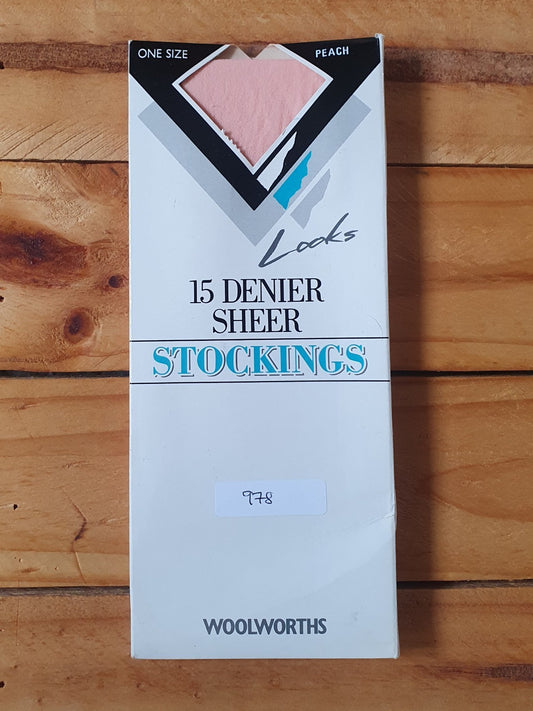 ONE SIZE PEACH
Looks
15 DENIER
SHEER
STOCKINGS
978
WOOLWORTHS